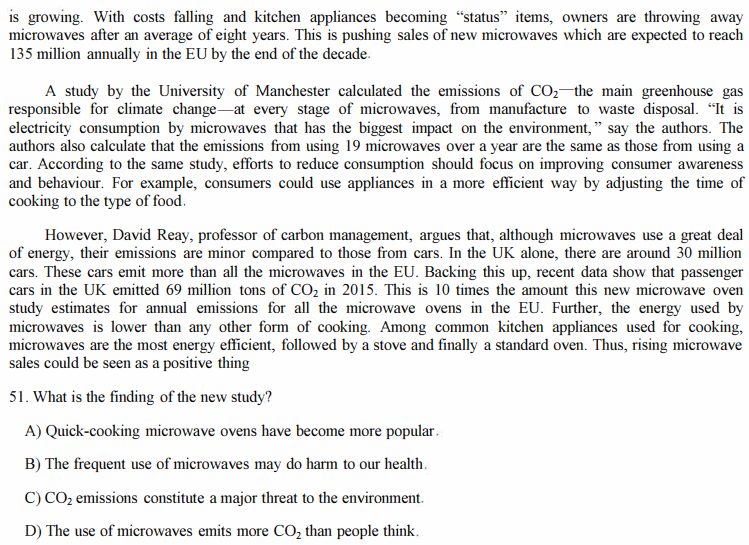 is growing. With costs falling and kitchen appliances becoming “status” items, owners are throwing away
microwaves after an average of eight years. This is pushing sales of new microwaves which are expected to reach
135 million annually in the EU by the end of the decade.
A study by the University of Manchester calculated the emissions of CO₂—the main greenhouse gas
responsible for climate change—at every stage of microwaves, from manufacture to waste disposal. “It is
electricity consumption by microwaves that has the biggest impact on the environment,” say the authors. The
authors also calculate that the emissions from using 19 microwaves over a year are the same as those from using a
car. According to the same study, efforts to reduce consumption should focus on improving consumer awareness
and behaviour. For example, consumers could use appliances in a more efficient way by adjusting the time of
cooking to the type of food.
However, David Reay, professor of carbon management, argues that, although microwaves use a great deal
of energy, their emissions are minor compared to those from cars. In the UK alone, there are around 30 million
cars. These cars emit more than all the microwaves in the EU. Backing this up, recent data show that passenger
cars in the UK emitted 69 million tons of CO₂ in 2015. This is 10 times the amount this new microwave oven
study estimates for annual emissions for all the microwave ovens in the EU. Further, the energy used by
microwaves is lower than any other form of cooking. Among common kitchen appliances used for cooking,
microwaves are the most energy efficient, followed by a stove and finally a standard oven. Thus, rising microwave
sales could be seen as a positive thing
51. What is the finding of the new study?
A) Quick-cooking microwave ovens have become more popular.
B) The frequent use of microwaves may do harm to our health.
C) CO₂ emissions constitute a major threat to the environment.
D) The use of microwaves emits more CO₂ than people think.